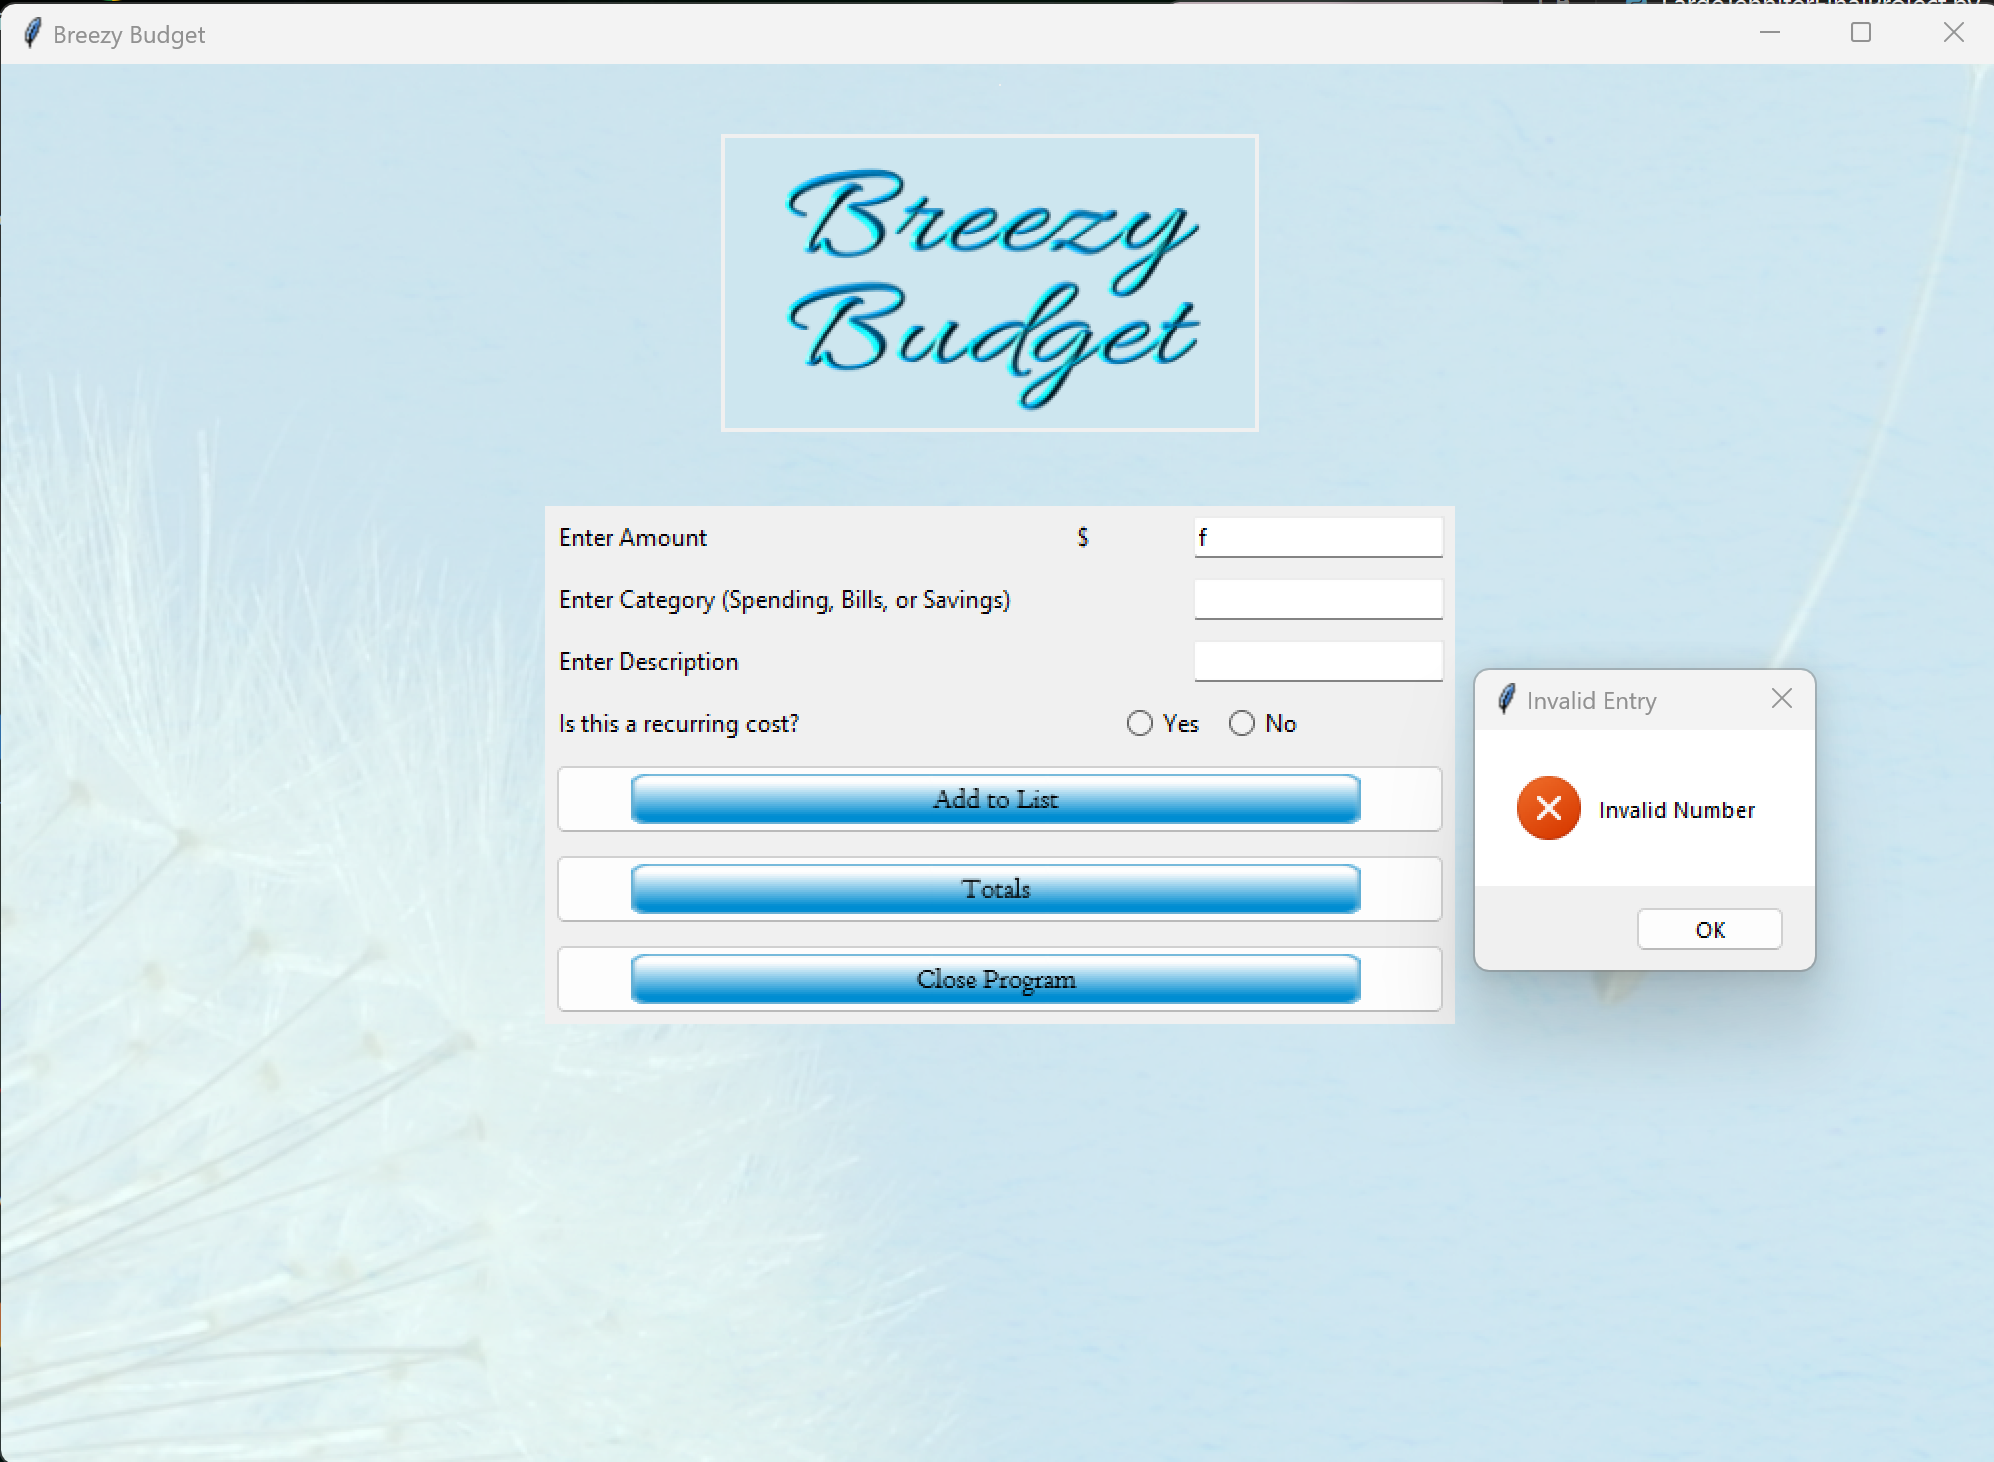 Breezy Budget
Breezy
Budget
Enter Amount $ f
Enter Category (Spending, Bills, or Savings)
Enter Description
Is this a recurring cost? Yes No
Invalid Entry
Invalid Number
OK
Add to List
Totals
Close Program